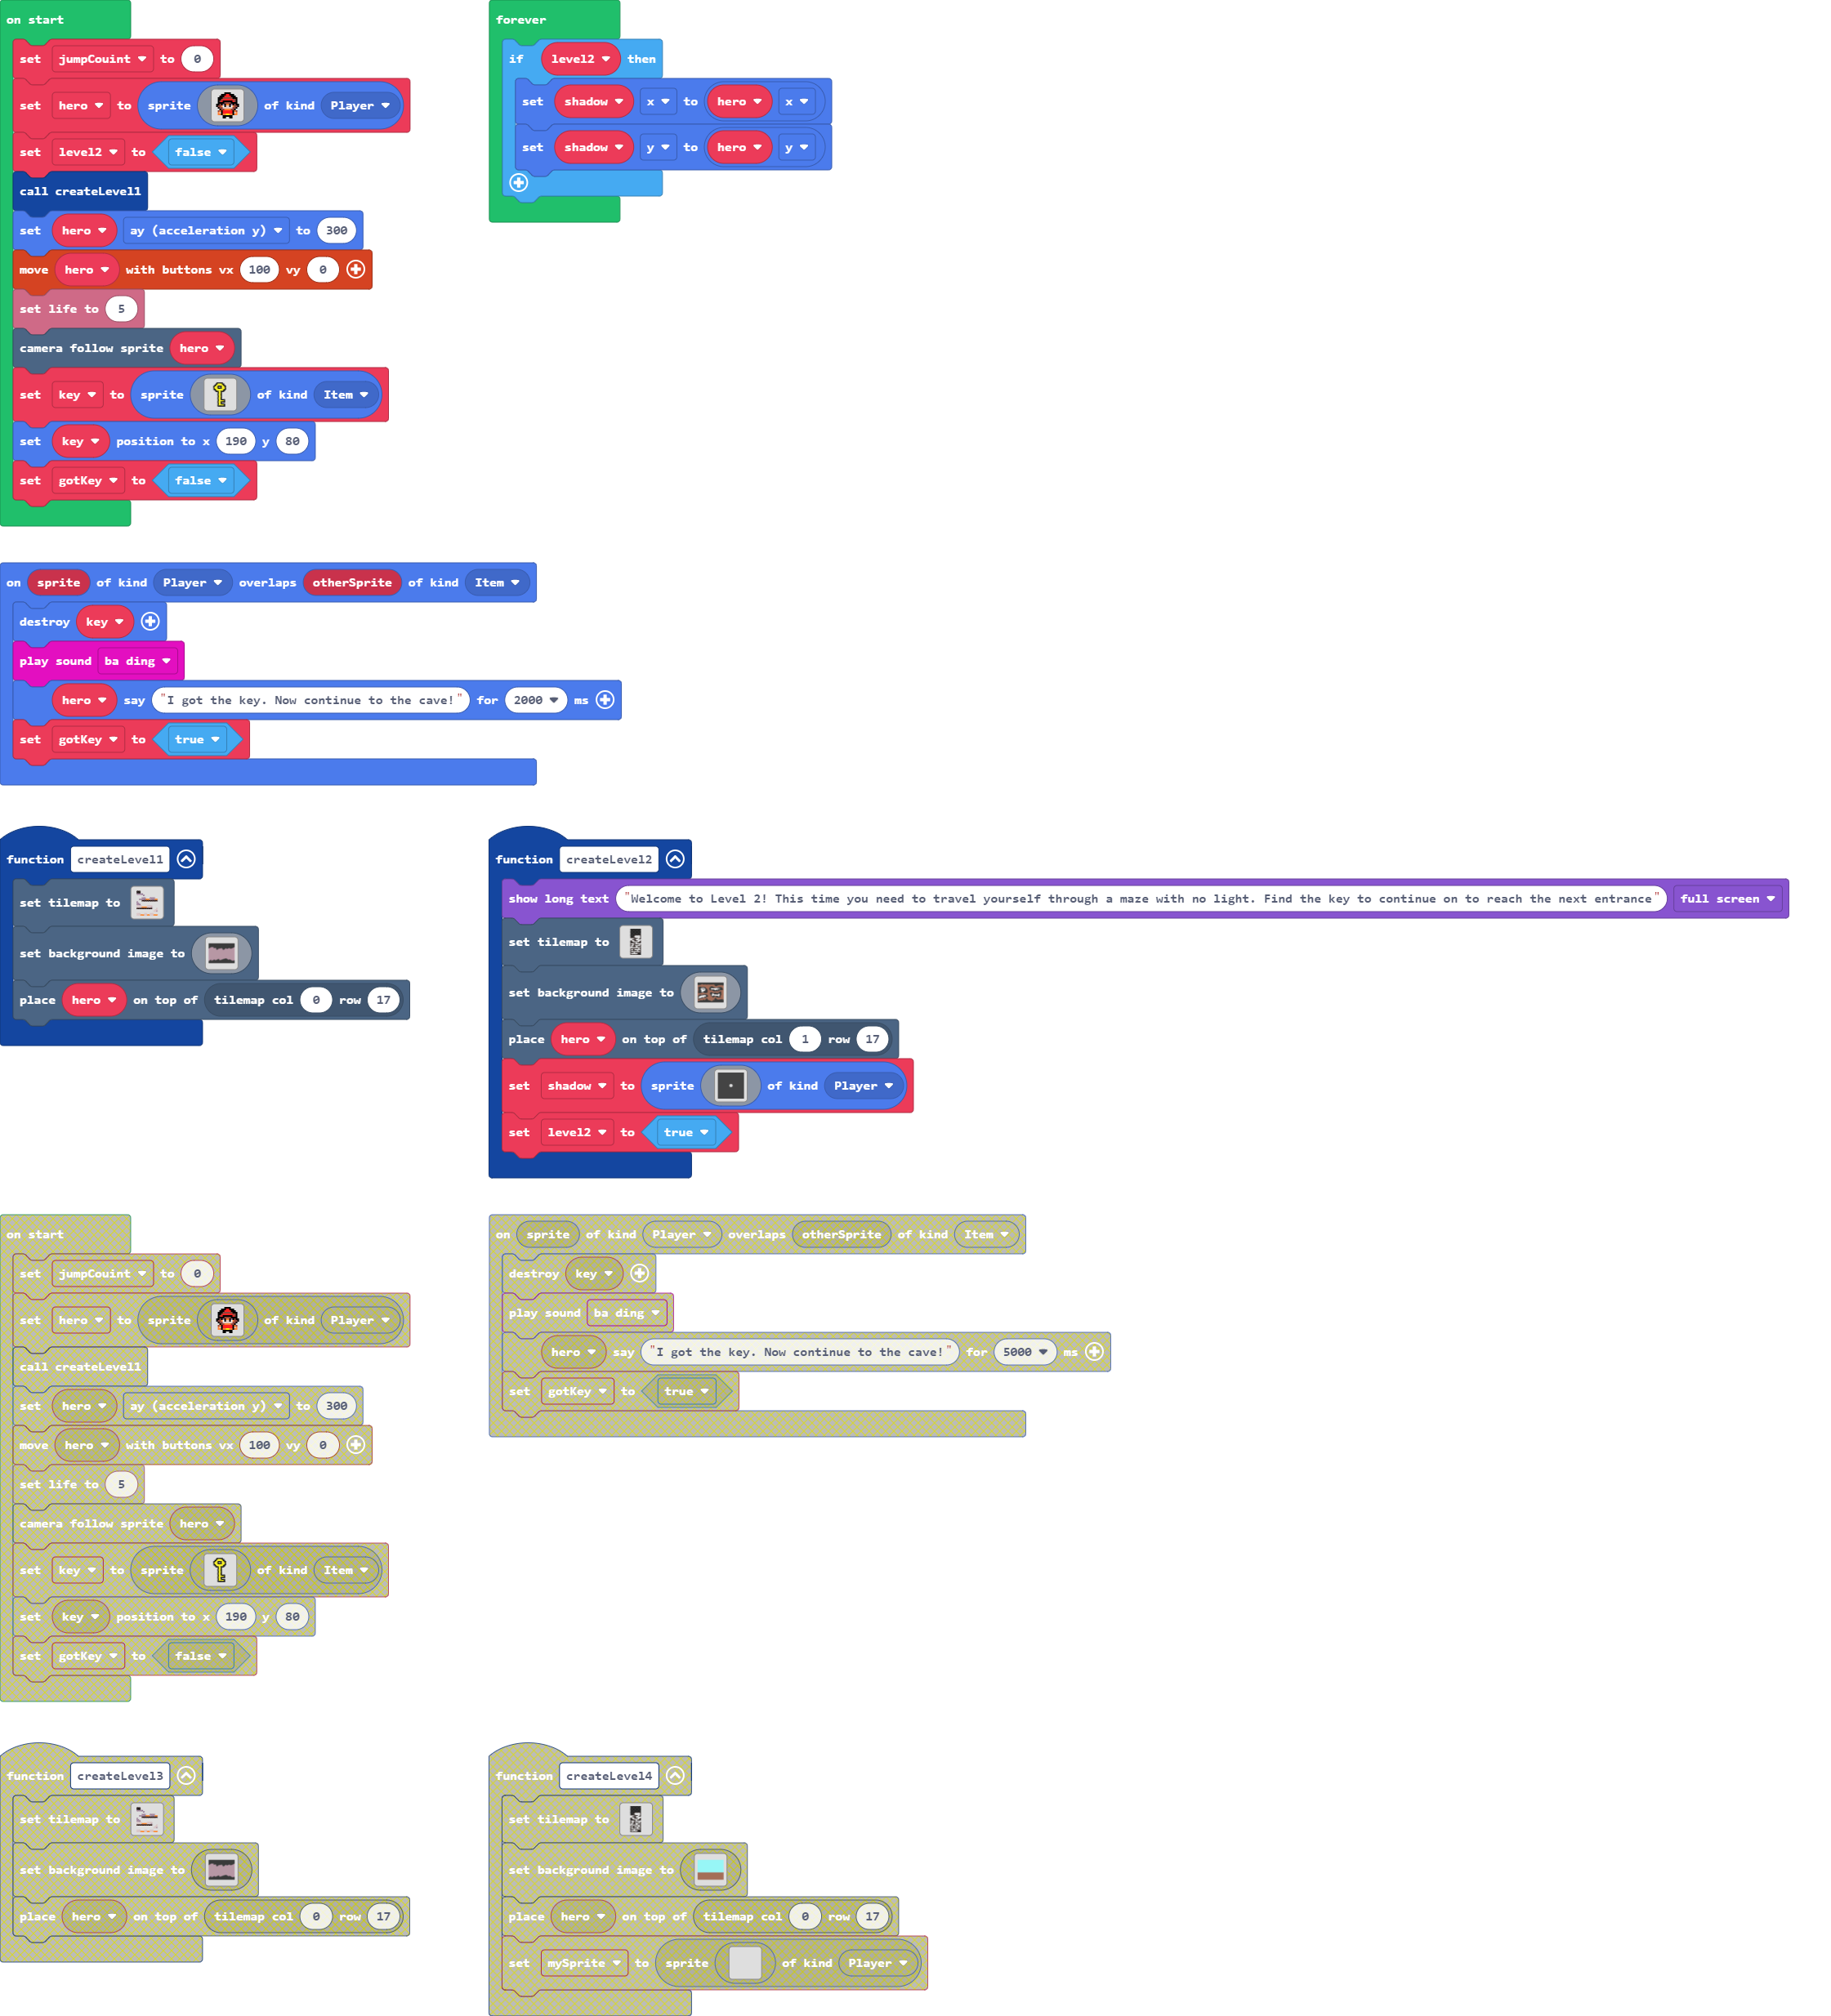 on start
set jumpCouint to 0
set hero to sprite of kind Player
set level2 to false
call createLevel1
set hero ay (acceleration y) to 300
move hero with buttons vx 100 vy 0
set life to 5
camera follow sprite hero
set key to sprite of kind Item
set key position to x 190 y 80
set gotKey to false
forever
if level2 then
set shadow x to hero x
set shadow y to hero y
on sprite of kind Player overlaps otherSprite of kind Item
destroy key
play sound ba ding
hero say "I got the key. Now continue to the cave!" for 2000 ms
set gotKey to true
function createLevel1
set tilemap to
set background image to
place hero on top of tilemap col 0 row 17
function createLevel2
show long text "Welcome to Level 2! This time you need to travel yourself through a maze with no light. Find the key to continue on to reach the next entrance" full screen
set tilemap to
set background image to
place hero on top of tilemap col 1 row 17
set shadow to sprite of kind Player
set level2 to true
on start
set jumpCouint to 0
set hero to sprite of kind Player
call createLevel1
set hero ay (acceleration y) to 300
move hero with buttons vx 100 vy 0
set life to 5
camera follow sprite hero
set key to sprite of kind Item
set key position to x 190 y 80
set gotKey to false
on sprite of kind Player overlaps otherSprite of kind Item
destroy key
play sound ba ding
hero say "I got the key. Now continue to the cave!" for 5000 ms
set gotKey to true
function createLevel3
set tilemap to
set background image to
place hero on top of tilemap col 0 row 17
function createLevel4
set tilemap to
set background image to
place hero on top of tilemap col 0 row 17
set mySprite to sprite of kind Player